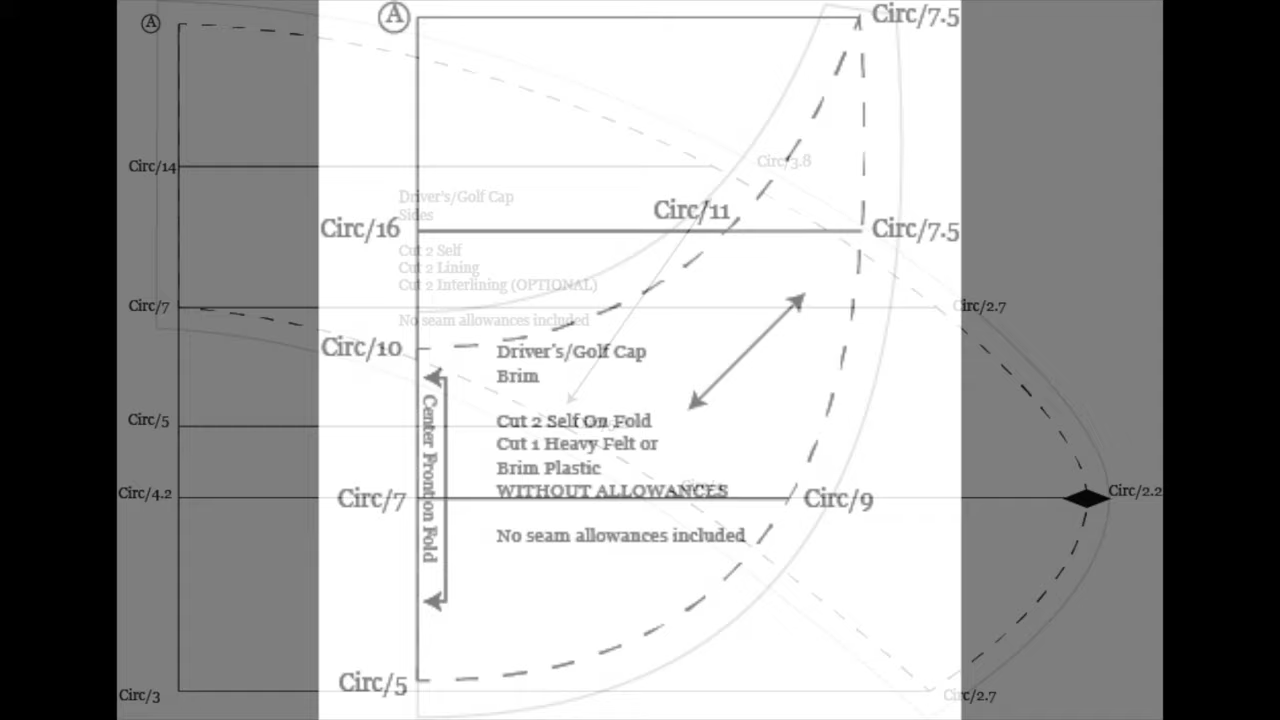 A
A
Circ/7.5
Circ/14
Circ/3.8
Driver's/Golf Cap
Sides
Circ/11
Circ/16
Circ/7.5
Cut 2 Self
Cut 2 Lining
Cut 2 Interlining (OPTIONAL)
Circ/7
Circ/2.7
No seam allowances included
Circ/10
Driver's/Golf Cap
Brim
Center Frontion Fold
Circ/5
Cut 2 Self On Fold
Cut 1 Heavy Felt or
Brim Plastic
WITHOUT ALLOWANCES
Circ/4.2
Circ/7
Circ/9
Circ/2.2
No seam allowances included
Circ/5
Circ/3
Circ/2.7